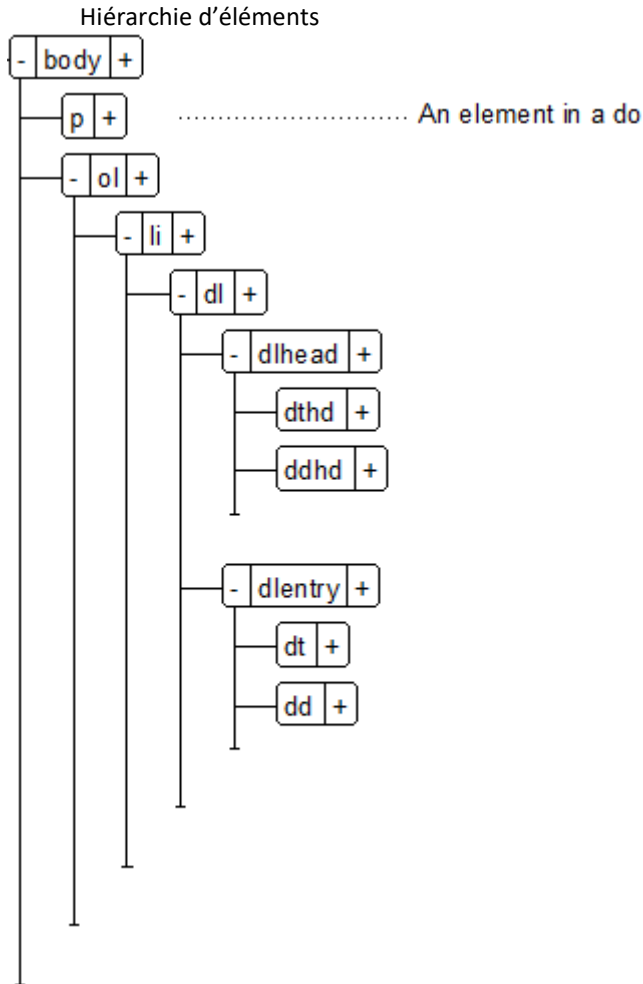 Hiérarchie d’éléments
- body +
p + .......................................... An element in a do
- ol +
- li +
- dl +
- dlhead +
dthd +
ddhd +
- dlentry +
dt +
dd +